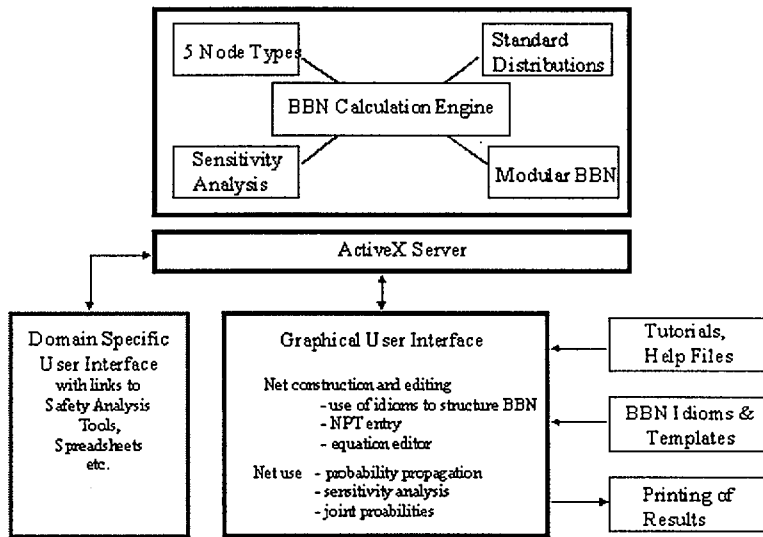 5 Node Types
Standard
Distributions
BBN Calculation Engine
Sensitivity
Analysis
Modular BBN
ActiveX Server
Domain Specific
User Interface
with links to
Safety Analysis
Tools,
Spreadsheets
etc.
Graphical User Interface
Net construction and editing
- use of idioms to structure BBN
- NPT entry
- equation editor
Net use - probability propagation
- sensitivity analysis
- joint proabilities
Tutorials,
Help Files
BBN Idioms &
Templates
Printing of
Results